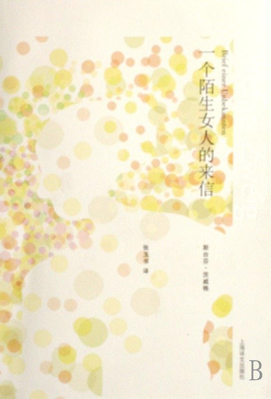 Brief einer Unbekannten
一个陌生女人的来信
斯台芬·茨威格
张玉书 译
上海译文出版社
B